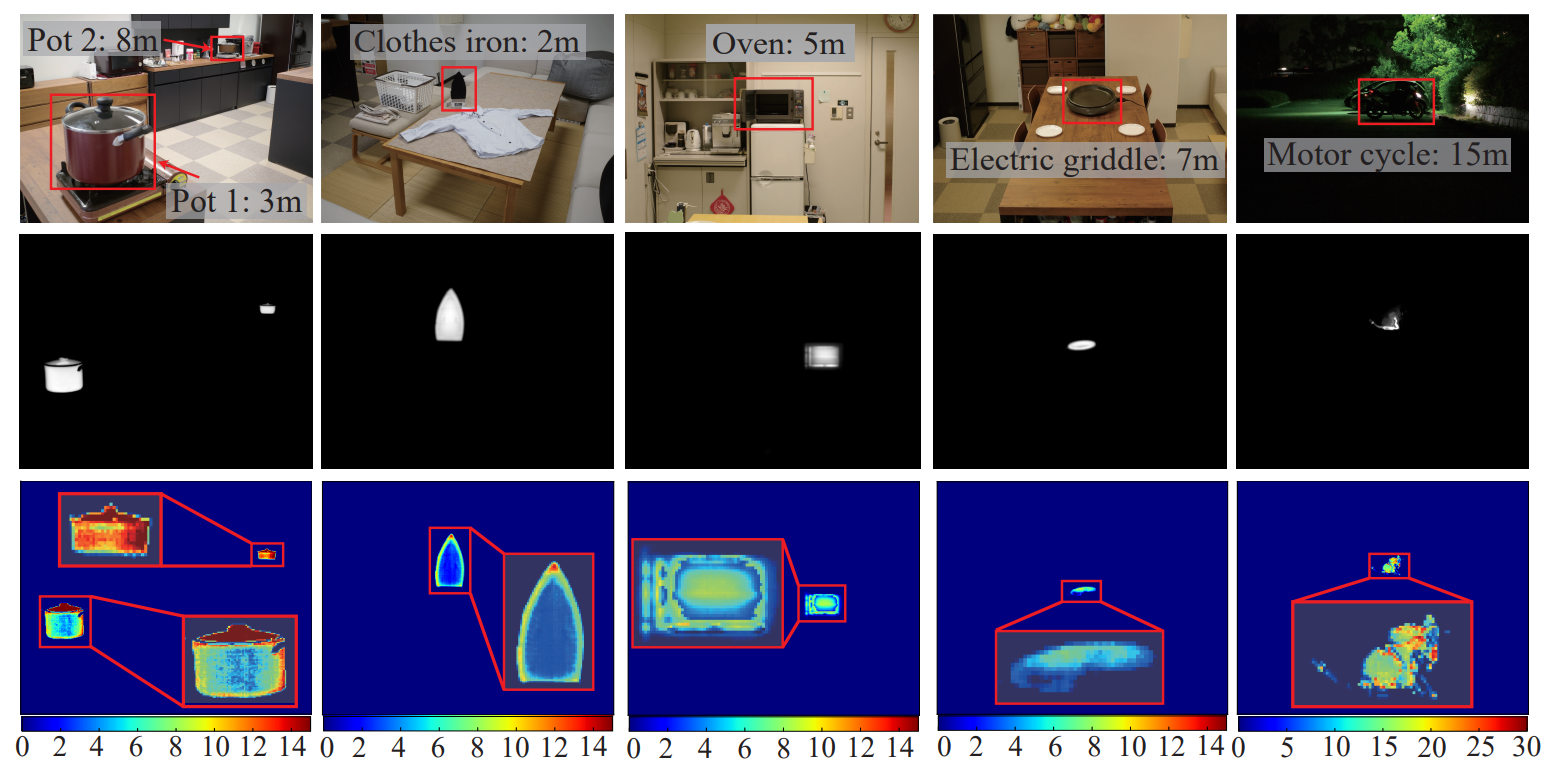 Pot 2: 8m
Pot 1: 3m
Clothes iron: 2m
Oven: 5m
Electric griddle: 7m
Motor cycle: 15m
0 2 4 6 8 10 12 14
0 2 4 6 8 10 12 14
0 2 4 6 8 10 12 14
0 2 4 6 8 10 12 14
0 5 10 15 20 25 30